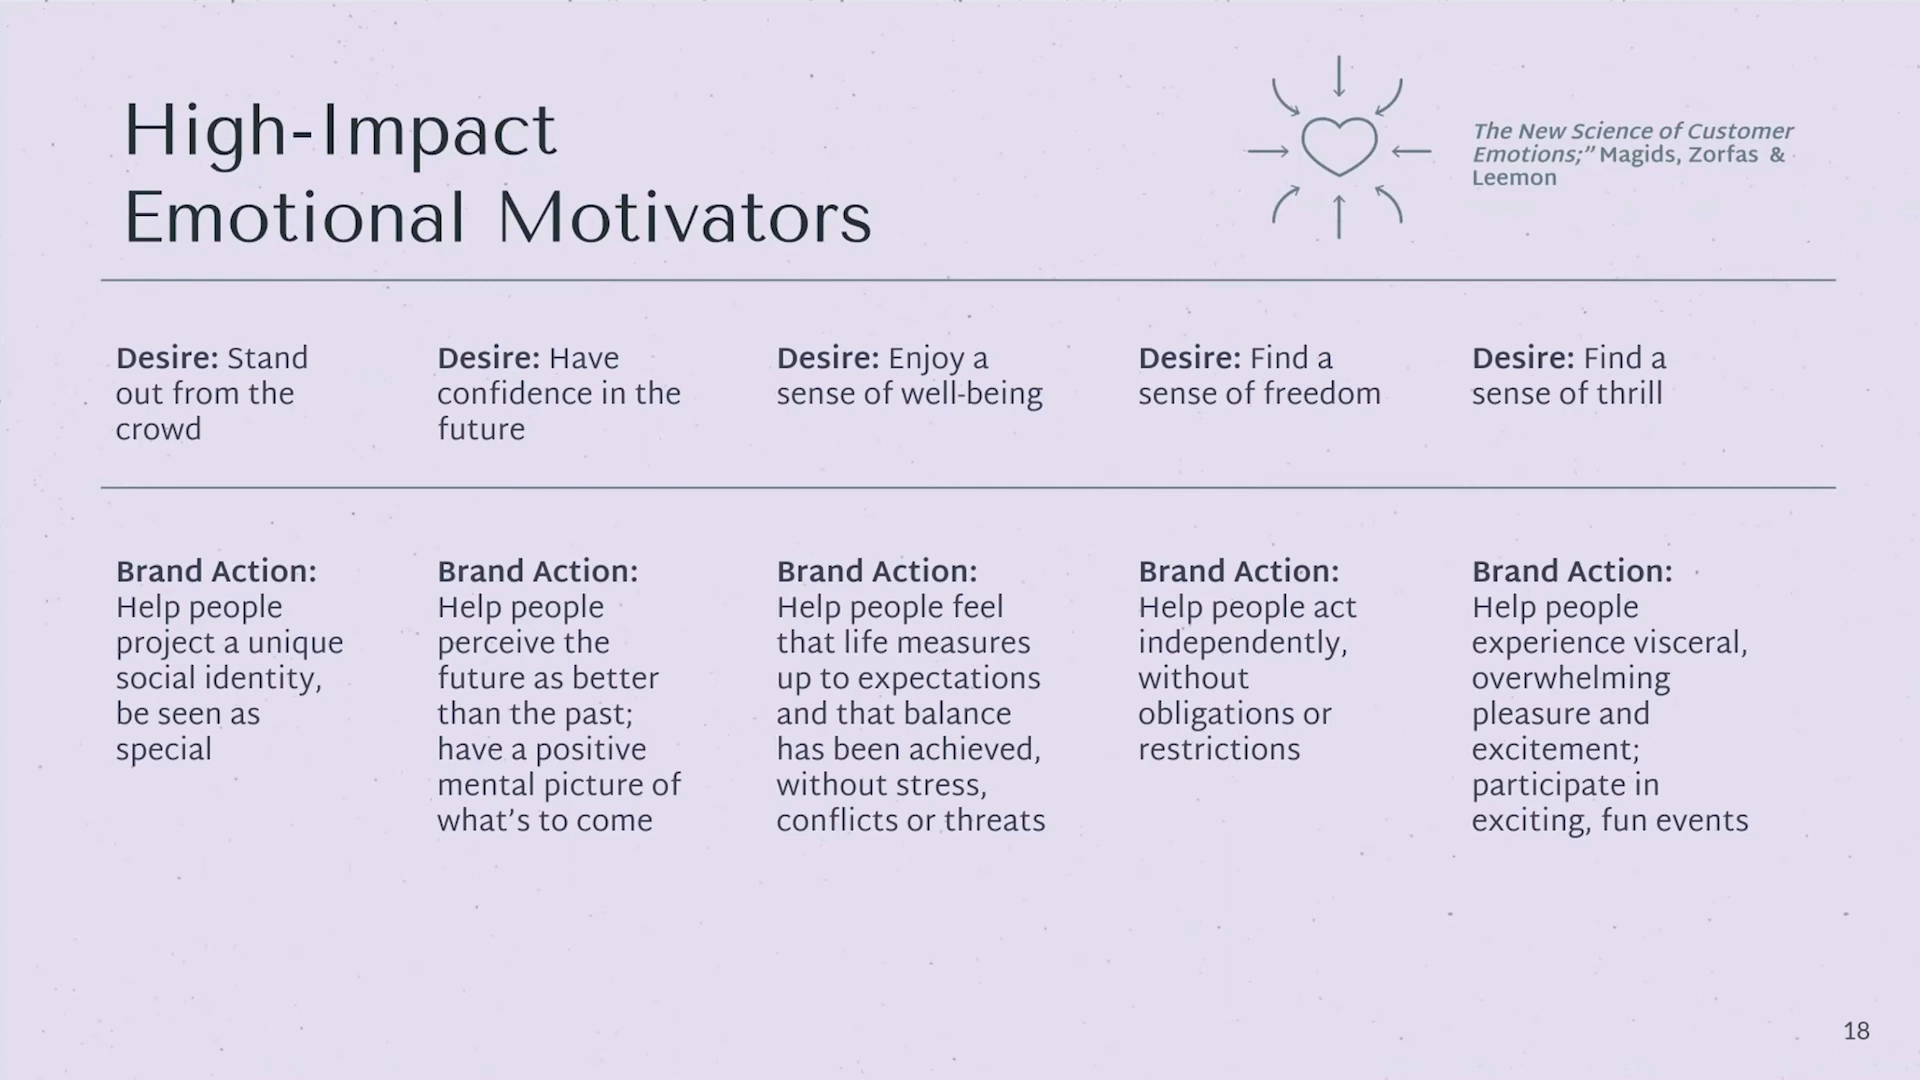 High-Impact
Emotional Motivators
The New Science of Customer
Emotions;” Magids, Zorfas &
Leemon
Desire: Stand
out from the
crowd
Desire: Have
confidence in the
future
Desire: Enjoy a
sense of well-being
Desire: Find a
sense of freedom
Desire: Find a
sense of thrill
Brand Action:
Help people
project a unique
social identity,
be seen as
special
Brand Action:
Help people
perceive the
future as better
than the past;
have a positive
mental picture of
what’s to come
Brand Action:
Help people feel
that life measures
up to expectations
and that balance
has been achieved,
without stress,
conflicts or threats
Brand Action:
Help people act
independently,
without
obligations or
restrictions
Brand Action:
Help people
experience visceral,
overwhelming
pleasure and
excitement;
participate in
exciting, fun events
18